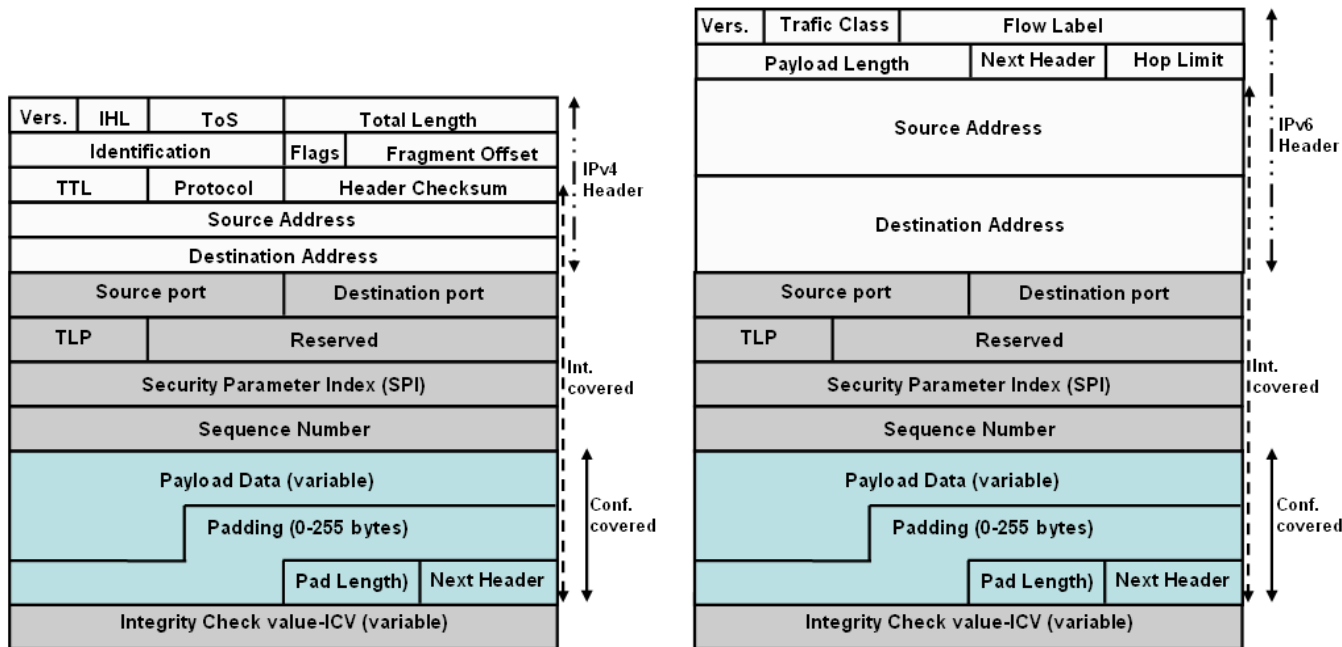 Vers. IHL ToS Total Length
Identification Flags Fragment Offset
TTL Protocol Header Checksum
Source Address
Destination Address
Source port Destination port
TLP Reserved
Security Parameter Index (SPI)
Sequence Number
Payload Data (variable)
Padding (0-255 bytes)
Pad Length) Next Header
Integrity Check value-ICV (variable)
IPv4
Header
Int.
covered
Conf.
covered
Vers. Trafic Class Flow Label
Payload Length Next Header Hop Limit
Source Address
Destination Address
Source port Destination port
TLP Reserved
Security Parameter Index (SPI)
Sequence Number
Payload Data (variable)
Padding (0-255 bytes)
Pad Length) Next Header
Integrity Check value-ICV (variable)
IPv6
Header
Int.
covered
Conf.
covered